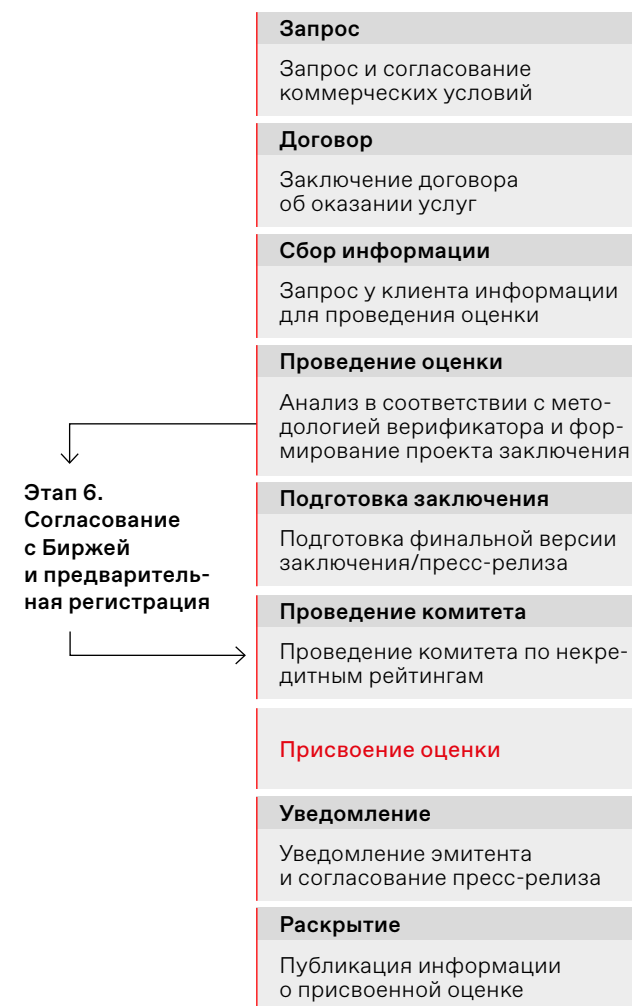 Запрос
Запрос и согласование
коммерческих условий
Договор
Заключение договора
об оказании услуг
Сбор информации
Запрос у клиента информации
для проведения оценки
Проведение оценки
Анализ в соответствии с мето-
дологией верификатора и фор-
мирование проекта заключения
Этап 6.
Согласование
с Биржей
и предваритель-
ная регистрация
Подготовка заключения
Подготовка финальной версии
заключения/пресс-релиза
Проведение комитета
Проведение комитета по некре-
дитным рейтингам
Присвоение оценки
Уведомление
Уведомление эмитента
и согласование пресс-релиза
Раскрытие
Публикация информации
о присвоенной оценке